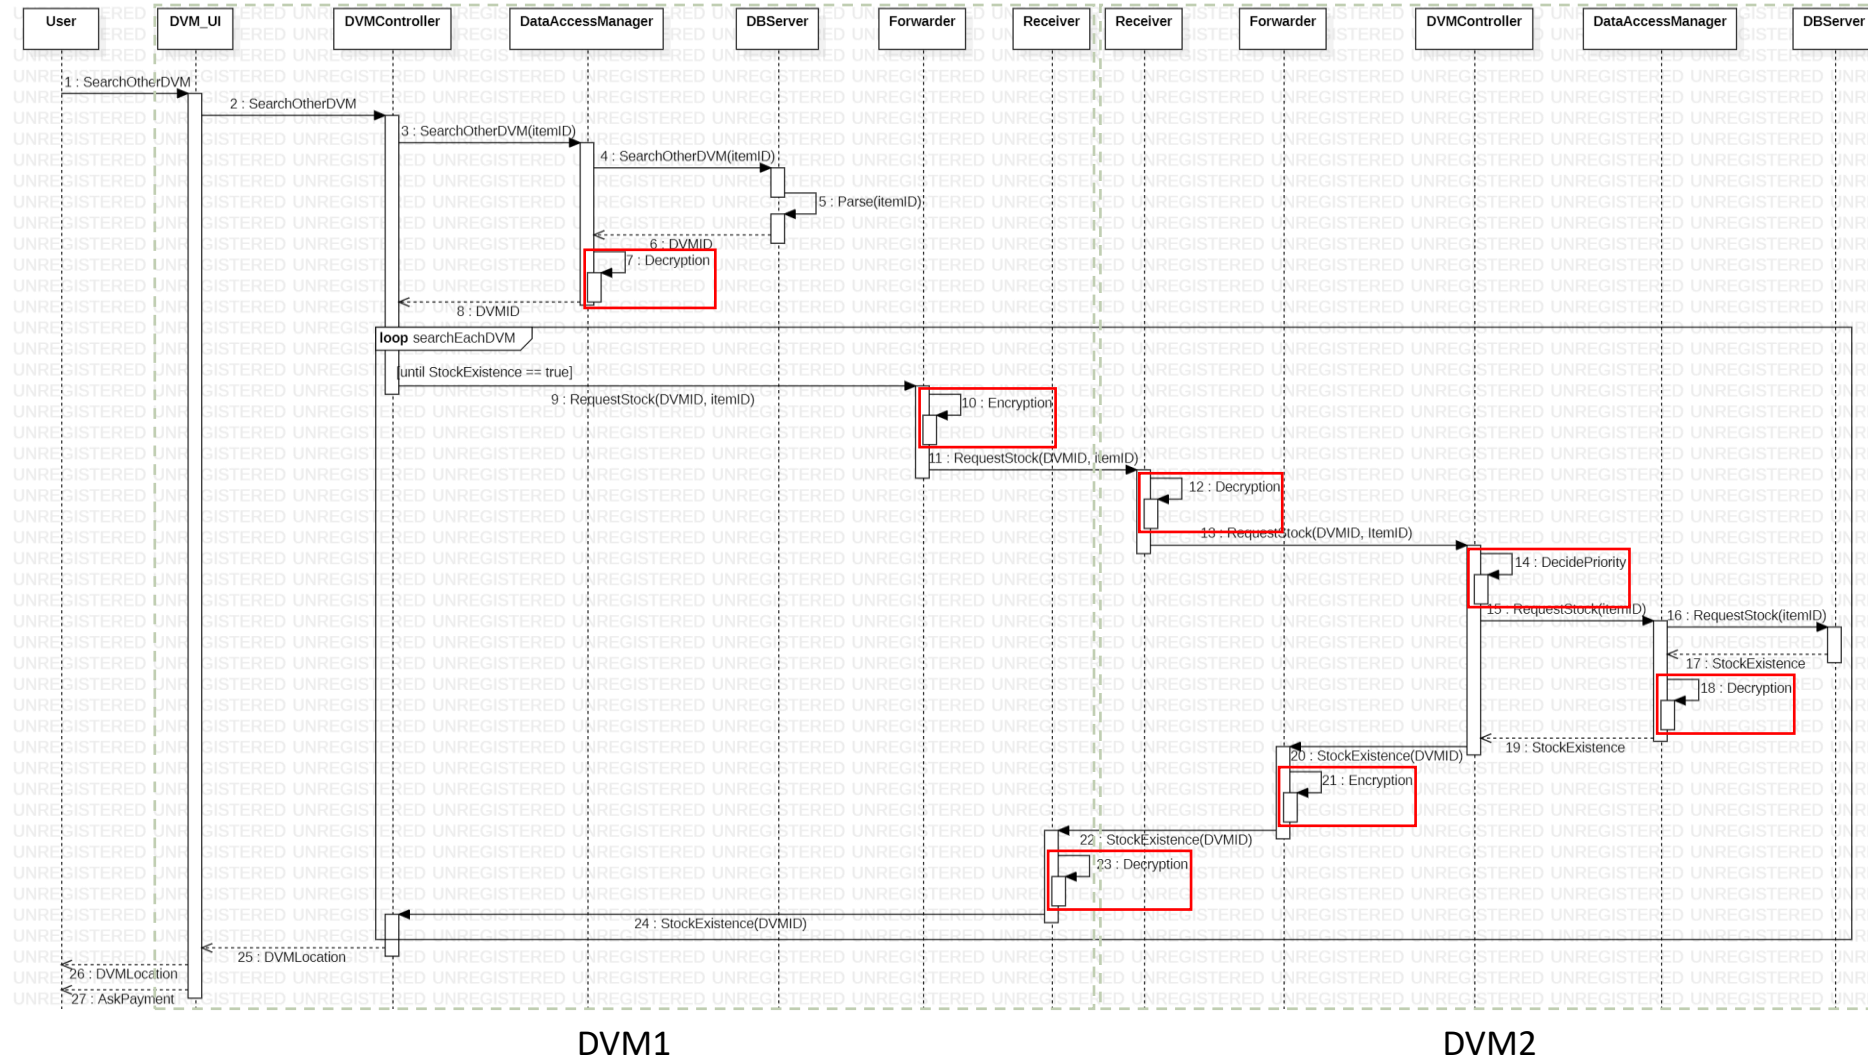 User
DVM_UI
DVMController
DataAccessManager
DBServer
Forwarder
Receiver
Receiver
Forwarder
DVMController
DataAccessManager
DBServer
1 : SearchOtherDVM
2 : SearchOtherDVM
3 : SearchOtherDVM(itemID)
4 : SearchOtherDVM(itemID)
5 : Parse(itemID)
6 : DVMID
7 : Decryption
8 : DVMID
loop searchEachDVM
[until StockExistence == true]
9 : RequestStock(DVMID, itemID)
10 : Encryption
11 : RequestStock(DVMID, itemID)
12 : Decryption
13 : RequestStock(DVMID, ItemID)
14 : DecidePriority
15 : RequestStock(itemID)
16 : RequestStock(itemID)
17 : StockExistence
18 : Decryption
19 : StockExistence
20 : StockExistence(DVMID)
21 : Encryption
22 : StockExistence(DVMID)
23 : Decryption
24 : StockExistence(DVMID)
25 : DVMLocation
26 : DVMLocation
27 : AskPayment
DVM1
DVM2